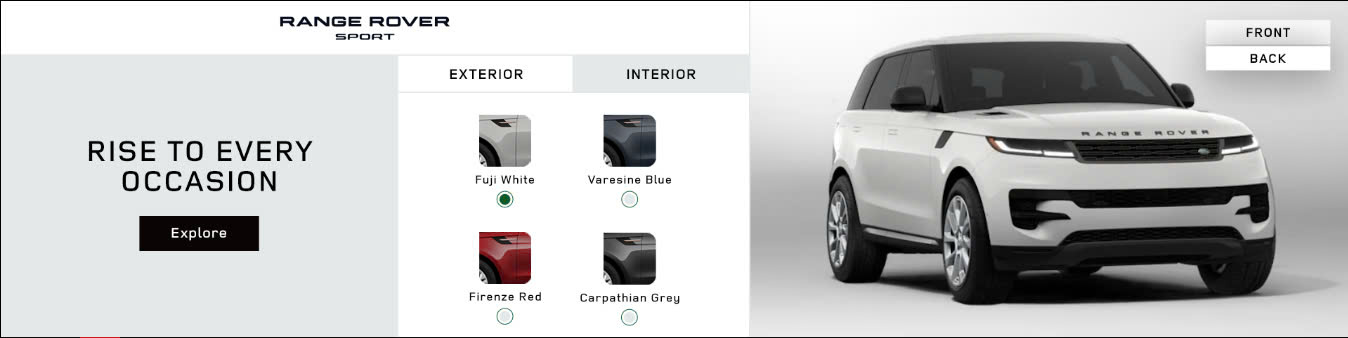 RANGE ROVER
SPORT
RISE TO EVERY
OCCASION
Explore
EXTERIOR
INTERIOR
Fuji White
Varesine Blue
Firenze Red
Carpathian Grey
FRONT
BACK
RANGE ROVER